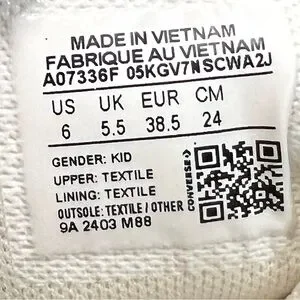 MADE IN VIETNAM
FABRIQUE AU VIETNAM
A07336F 05KGV7NSCWA2J
US UK EUR CM
6 5.5 38.5 24
GENDER: KID
UPPER: TEXTILE
LINING: TEXTILE
OUTSOLE: TEXTILE / OTHER
9A 2403 M88
CONVERSE